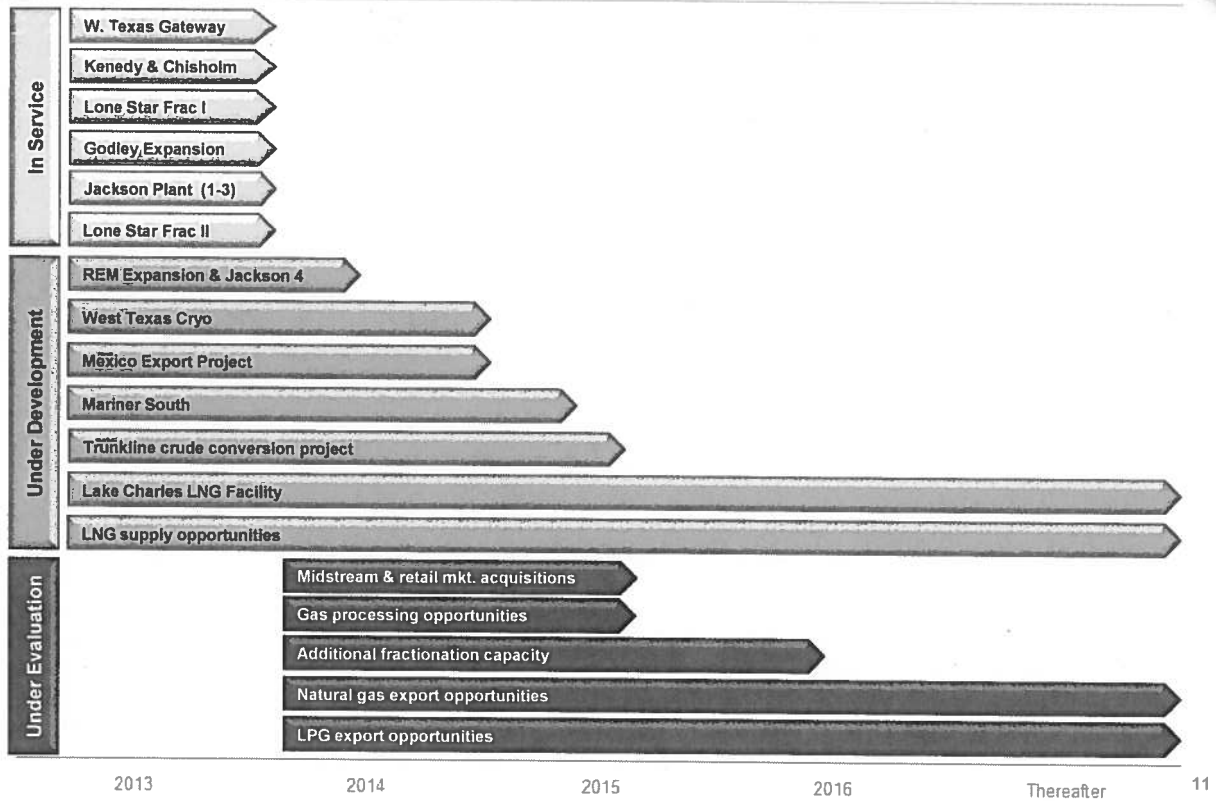 In Service
W. Texas Gateway
Kenedy & Chisholm
Lone Star Frac I
Godley Expansion
Jackson Plant (1-3)
Lone Star Frac II
Under Development
REM Expansion & Jackson 4
West Texas Cryo
Mexico Export Project
Mariner South
Trunkline crude conversion project
Lake Charles LNG Facility
LNG supply opportunities
Under Evaluation
Midstream & retail mkt. acquisitions
Gas processing opportunities
Additional fractionation capacity
Natural gas export opportunities
LPG export opportunities
2013 2014 2015 2016 Thereafter 11